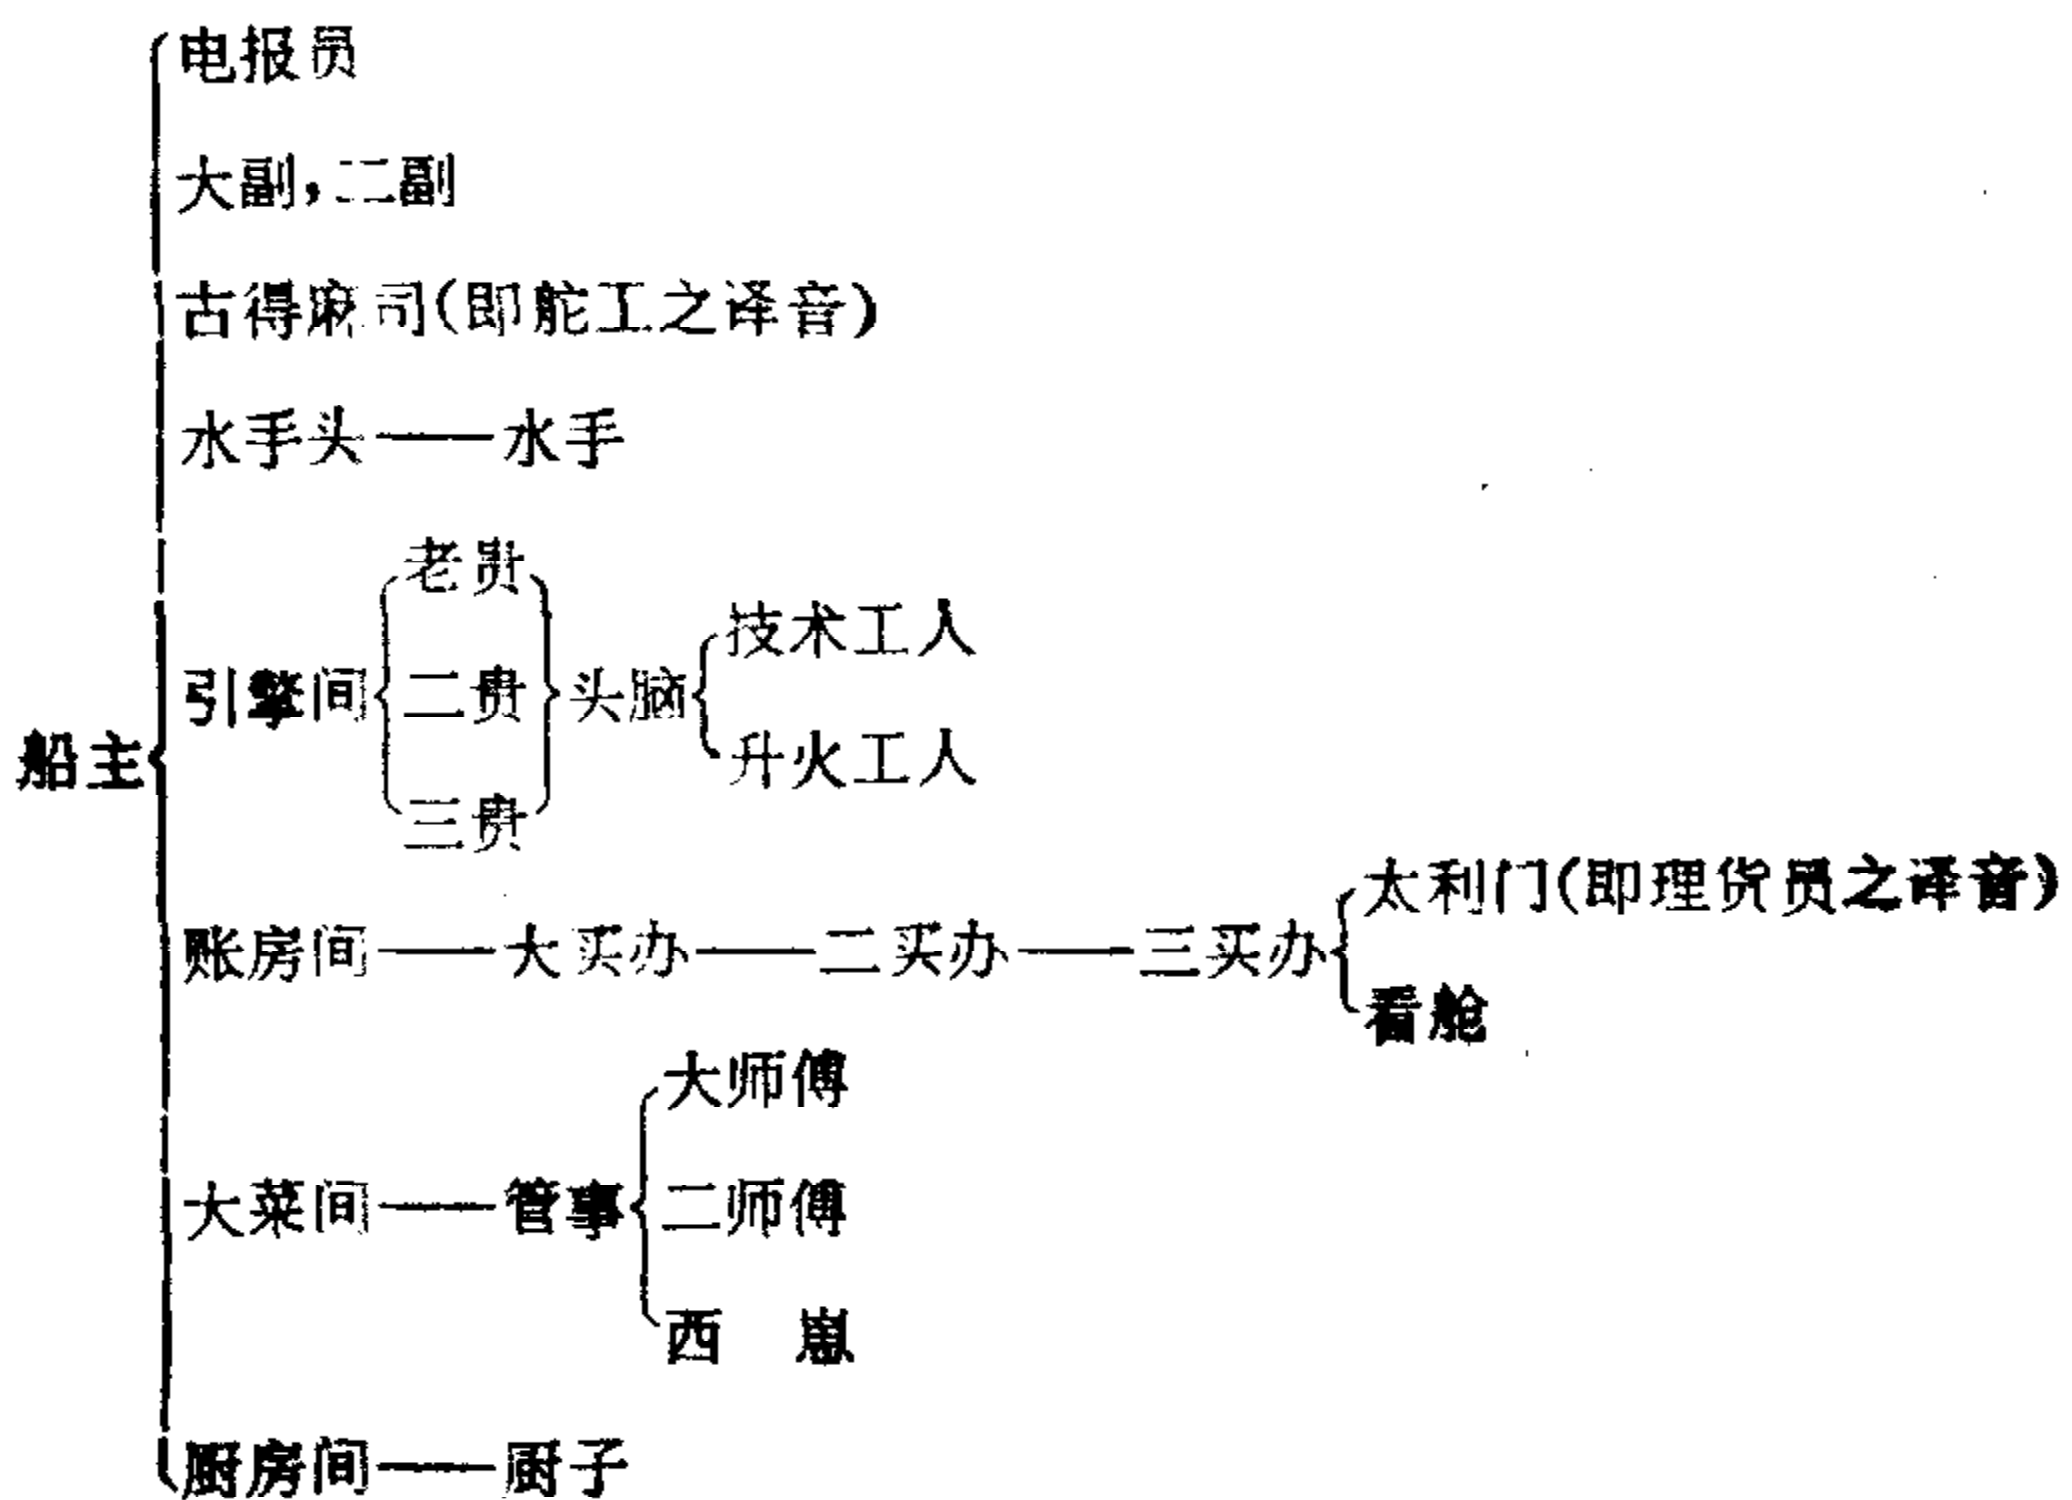 电报员
大副,二副
古得麻司(即舵工之译音)
水手头——水手
老贵
技术工人
引擎间 二贵 头脑
船主
升火工人
三贵
太利门(即理货员之译音)
账房间——大买办——二买办——三买办
看舱
大师傅
大菜间——管事 二师傅
西 崽
厨房间——厨子